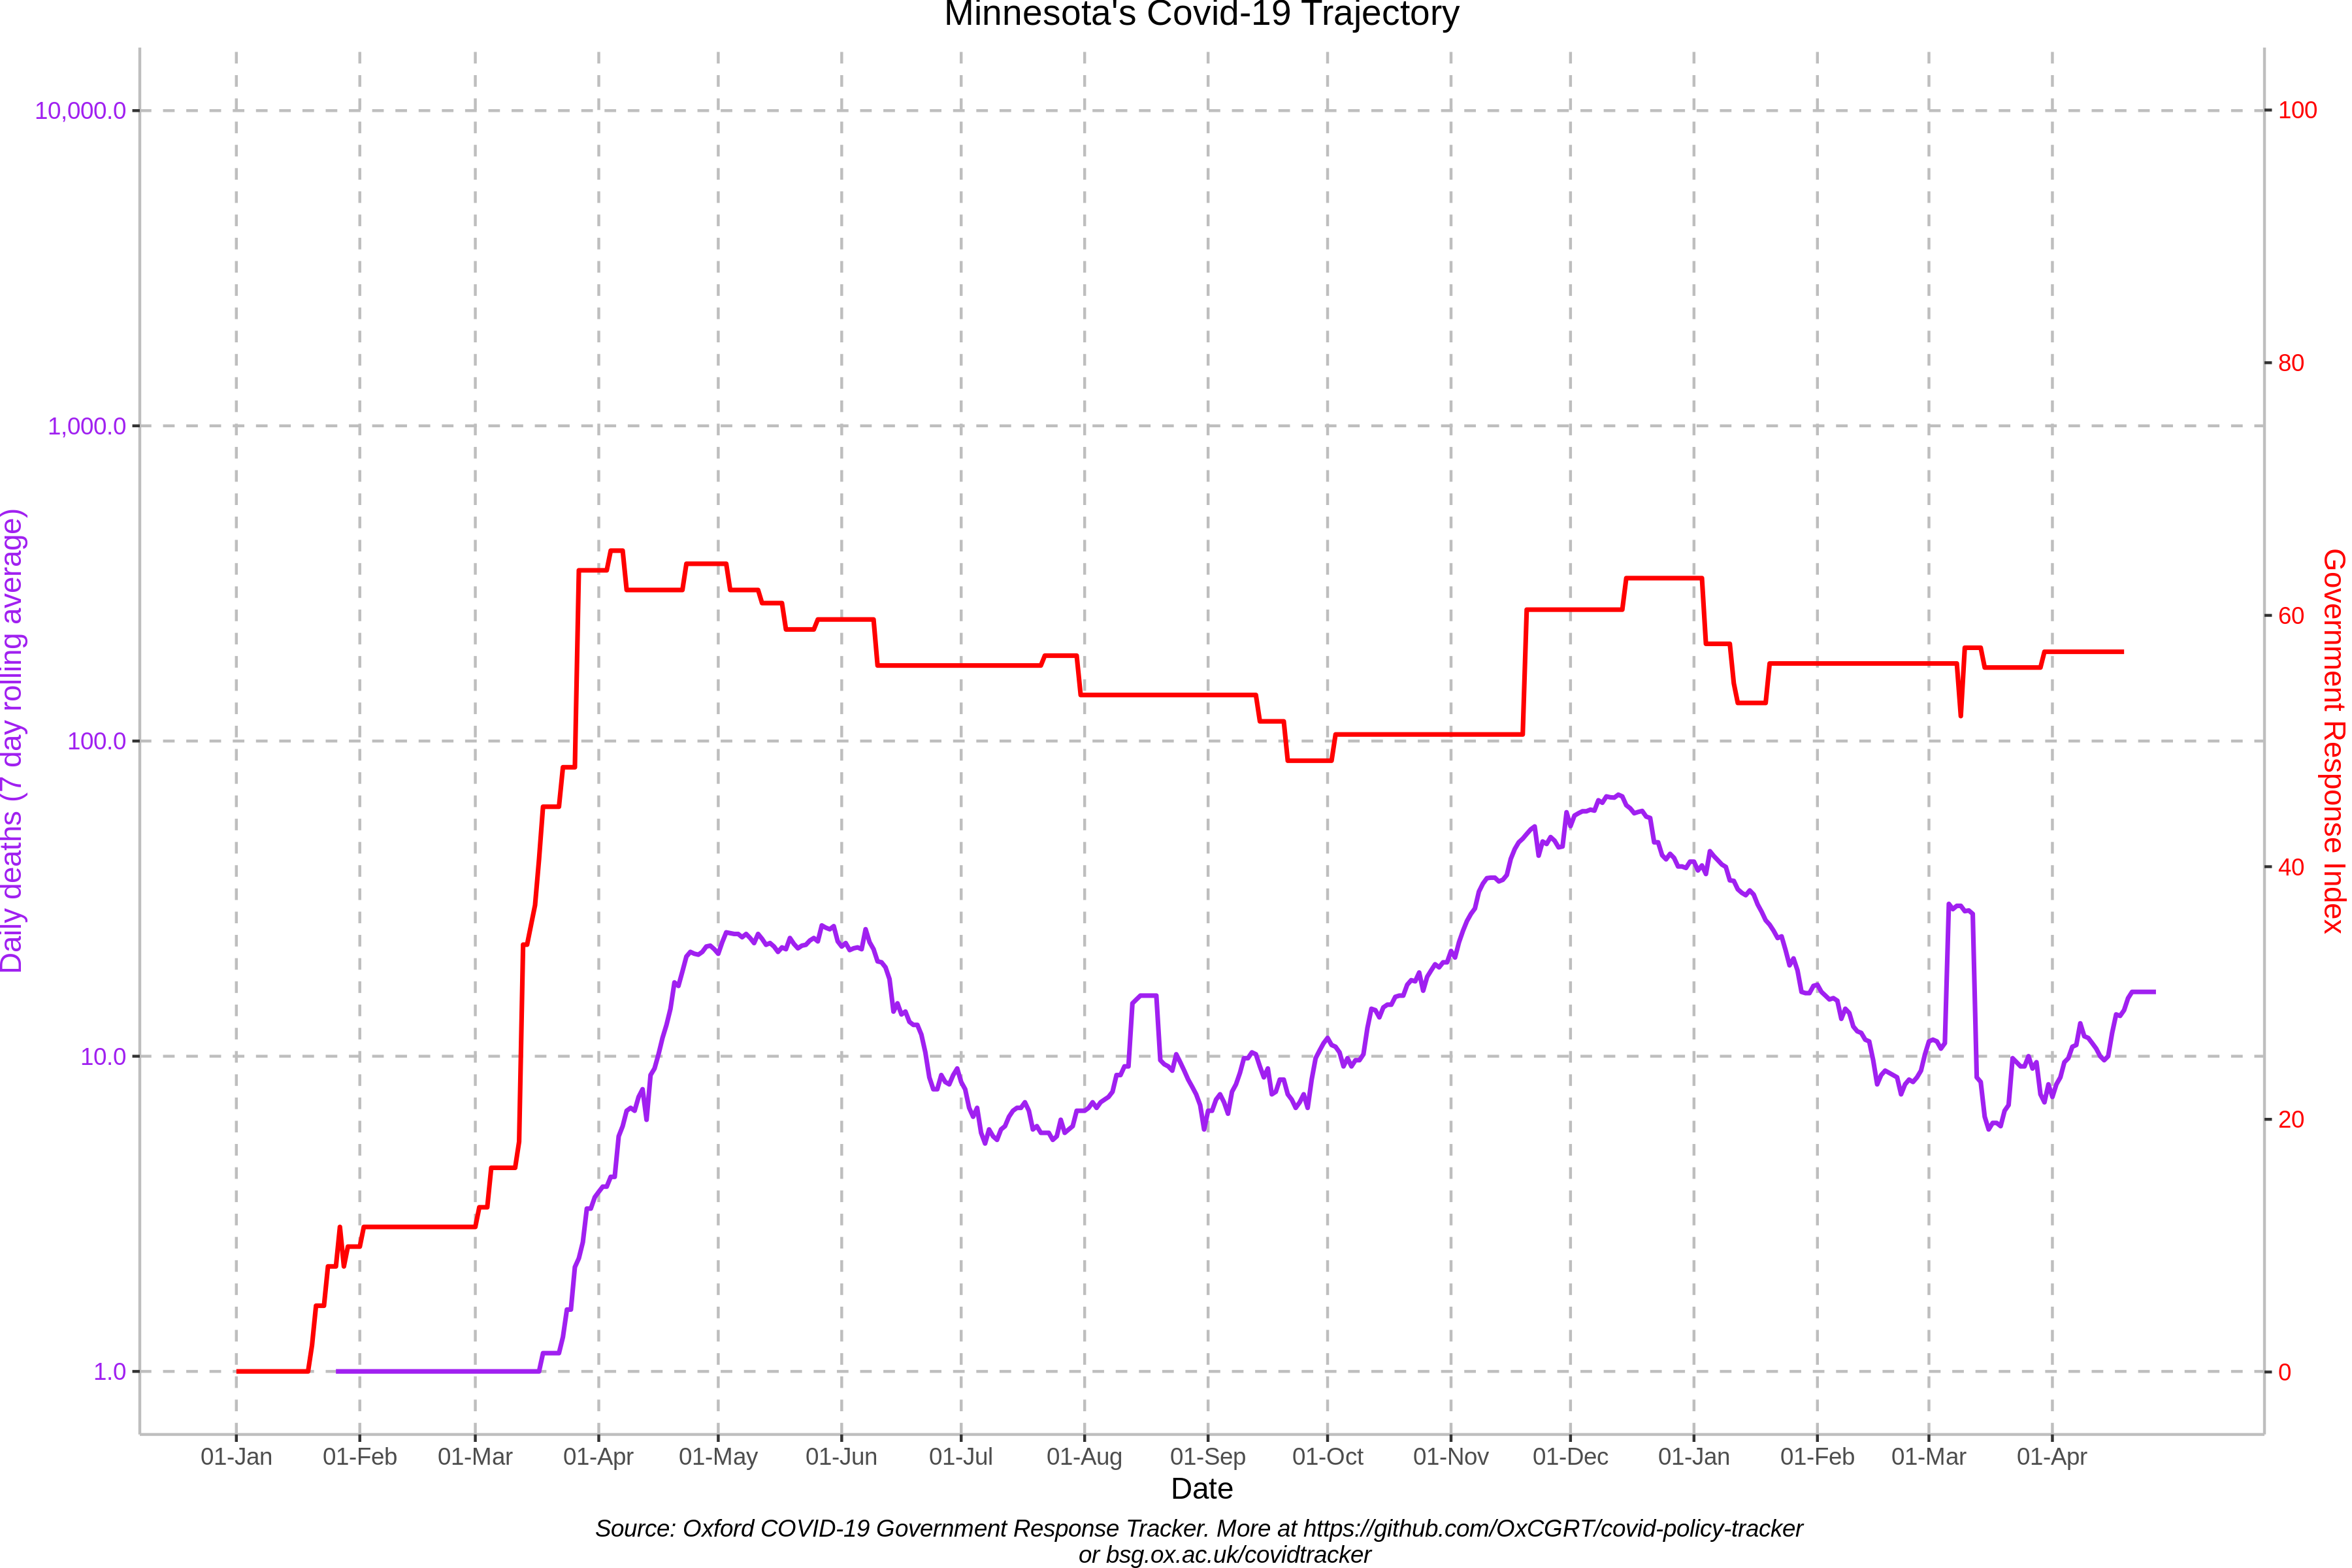 Minnesota's Covid-19 Trajectory
10,000.0
1,000.0
100.0
10.0
1.0
Daily deaths (7 day rolling average)
100
80
60
40
20
0
Government Response Index
01-Jan 01-Feb 01-Mar 01-Apr 01-May 01-Jun 01-Jul 01-Aug 01-Sep 01-Oct 01-Nov 01-Dec 01-Jan 01-Feb 01-Mar 01-Apr
Date
Source: Oxford COVID-19 Government Response Tracker. More at https://github.com/OxCGRT/covid-policy-tracker
or bsg.ox.ac.uk/covidtracker